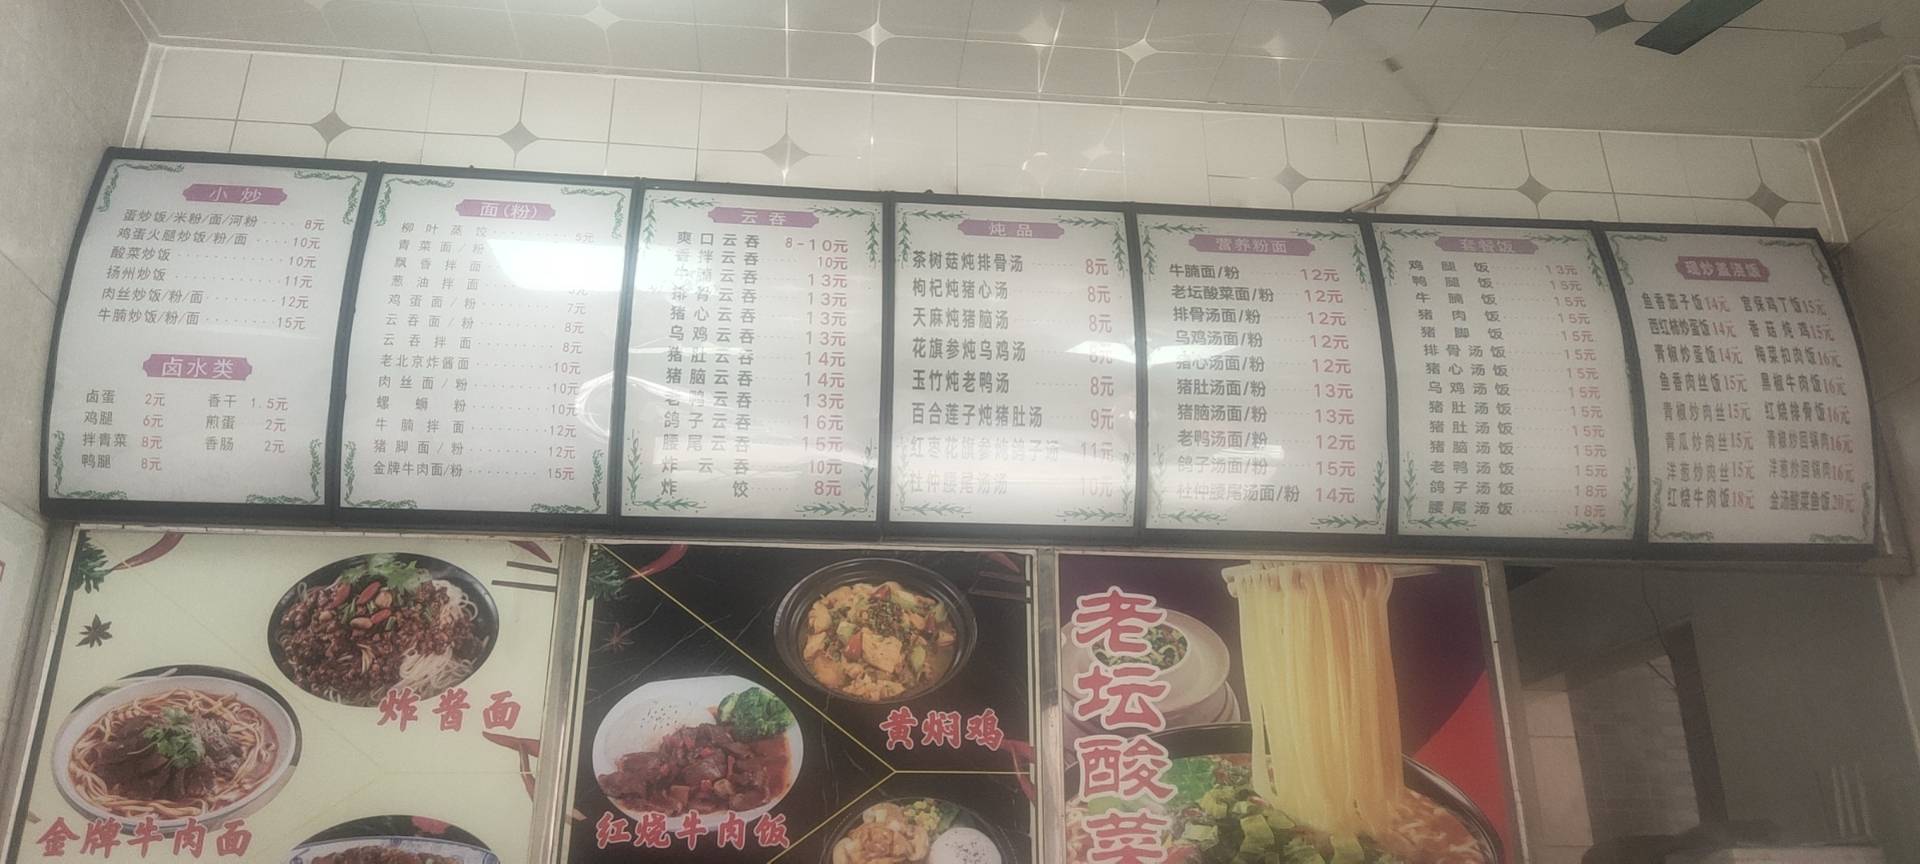 小炒
蛋炒饭/米粉/面/河粉 8元
鸡蛋火腿炒饭/粉/面 10元
酸菜炒饭 10元
扬州炒饭 11元
肉丝炒饭/粉/面 12元
牛腩炒饭/粉/面 15元
卤水类
卤蛋 2元 香干 1.5元
鸡腿 6元 煎蛋 2元
拌青菜 8元 香肠 2元
鸭腿 8元
面(粉)
柳叶蒸饺 5元
青菜面/粉
飘香拌面
葱油拌面
鸡蛋面/粉 7元
云吞面/粉 8元
云吞拌面 8元
老北京炸酱面 10元
肉丝面/粉 10元
螺蛳粉 10元
牛腩拌面 12元
猪脚面/粉 12元
金牌牛肉面/粉 15元
云吞
爽口云吞 8-10元
香拌云吞 10元
牛腩云吞 13元
排骨云吞 13元
猪心云吞 13元
乌鸡云吞 13元
猪肚云吞 14元
猪脑云吞 14元
老鸭云吞 13元
鸽子云吞 16元
腰尾云吞 15元
炸云吞 10元
炸饺 8元
炖品
茶树菇炖排骨汤 8元
枸杞炖猪心汤 8元
天麻炖猪脑汤 8元
花旗参炖乌鸡汤 8元
玉竹炖老鸭汤 8元
百合莲子炖猪肚汤 9元
红枣花旗参炖鸽子汤 11元
杜仲腰尾汤汤 10元
营养粉面
牛腩面/粉 12元
老坛酸菜面/粉 12元
排骨汤面/粉 12元
乌鸡汤面/粉 12元
猪心汤面/粉 12元
猪肚汤面/粉 13元
猪脑汤面/粉 13元
老鸭汤面/粉 12元
鸽子汤面/粉 15元
杜仲腰尾汤面/粉 14元
套餐饭
鸡腿饭 13元
鸭腿饭 15元
牛腩饭 15元
猪肉饭 15元
猪脚饭 15元
排骨汤饭 15元
猪心汤饭 15元
乌鸡汤饭 15元
猪肚汤饭 15元
猪肚汤饭 15元
猪脑汤饭 15元
老鸭汤饭 15元
鸽子汤饭 18元
腰尾汤饭 18元
现炒盖浇饭
鱼香茄子饭14元 宫保鸡丁饭15元
西红柿炒蛋饭14元 香菇炖鸡15元
青椒炒蛋饭14元 梅菜扣肉饭16元
鱼香肉丝饭15元 黑椒牛肉饭16元
青椒炒肉丝15元 红烧排骨饭16元
青瓜炒肉丝15元 青椒炒回锅肉16元
洋葱炒肉丝15元 洋葱炒回锅肉16元
红烧牛肉饭18元 金汤酸菜鱼饭20元
炸酱面
金牌牛肉面
黄焖鸡
红烧牛肉饭
老坛酸菜